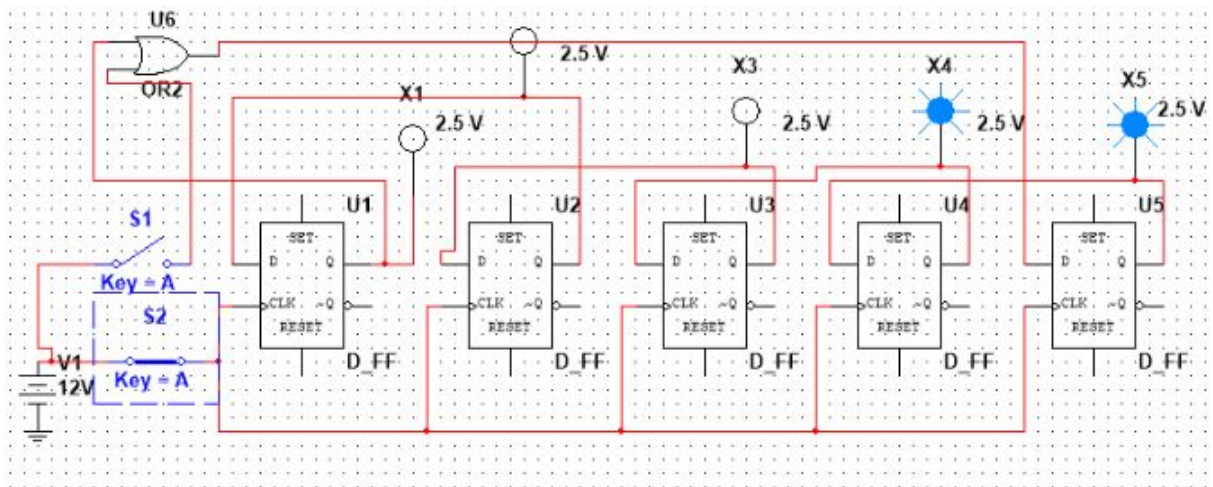 U6
OR2
2.5 V
X1
2.5 V
X3
2.5 V
X4
2.5 V
X5
2.5 V
S1
Key = A
S2
Key = A
V1
12V
U1
SET
D
Q
CLK
~Q
RESET
D_FF
U2
SET
D
Q
CLK
~Q
RESET
D_FF
U3
SET
D
Q
CLK
~Q
RESET
D_FF
U4
SET
D
Q
CLK
~Q
RESET
D_FF
U5
SET
D
Q
CLK
~Q
RESET
D_FF